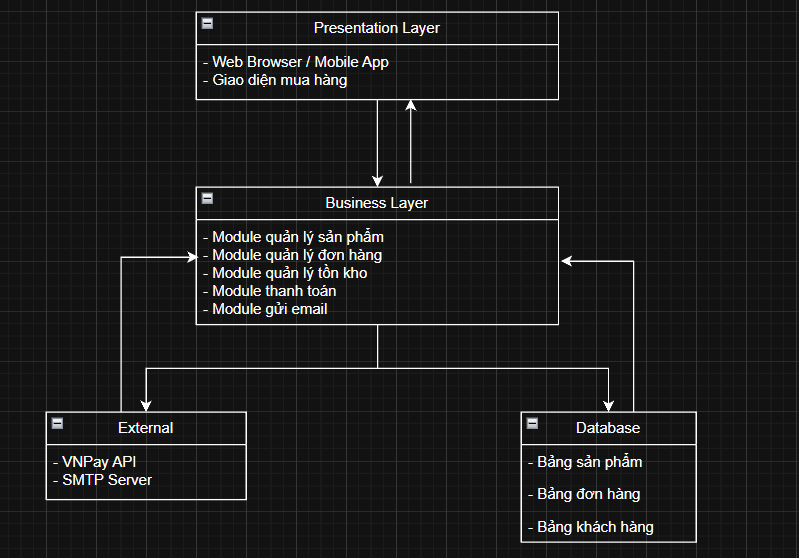 Presentation Layer
- Web Browser / Mobile App
- Giao diện mua hàng
Business Layer
- Module quản lý sản phẩm
- Module quản lý đơn hàng
- Module quản lý tồn kho
- Module thanh toán
- Module gửi email
External
- VNPay API
- SMTP Server
Database
- Bảng sản phẩm
- Bảng đơn hàng
- Bảng khách hàng